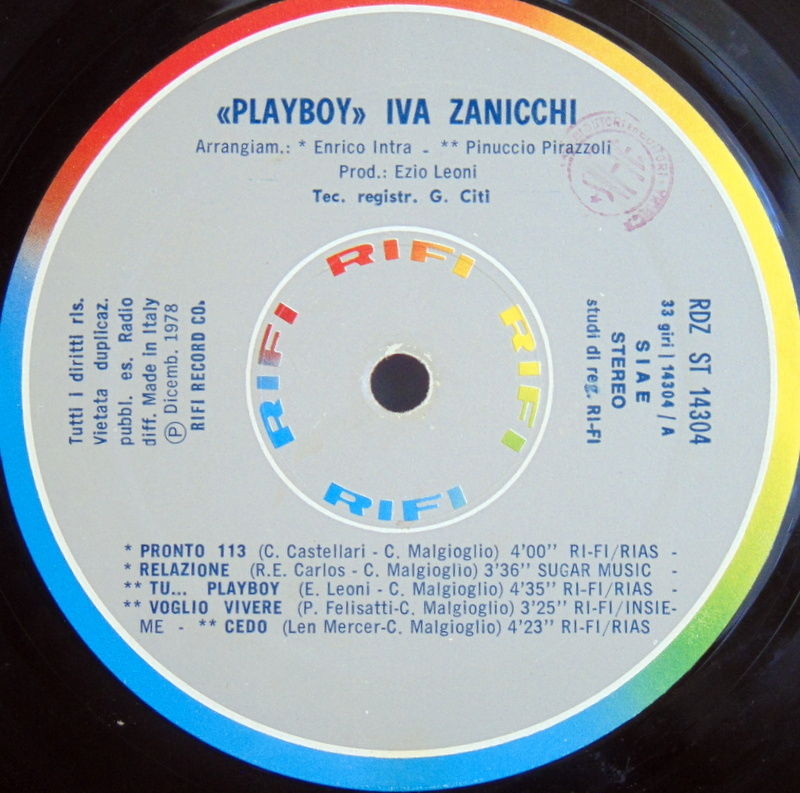 «PLAYBOY» IVA ZANICCHI
Arrangiam.: * Enrico Intra - ** Pinuccio Pirazzoli
Prod.: Ezio Leoni
Tec. registr. G. Citi
Tutti i diritti ris.
Vietata duplicaz.
pubbl. es. Radio
diff. Made in Italy
Ⓟ Dicemb. 1978
RIFI RECORD CO.
RIFI
RIFI
RIFI
RIFI
RDZ ST 14304
33 giri ) 14304/A
SIAE
STEREO
studi di reg. RI-FI
* PRONTO 113 (C. Castellari - C. Malgioglio) 4'00'' RI-FI/RIAS -
* RELAZIONE (R.E. Carlos - C. Malgioglio) 3'36'' SUGAR MUSIC -
** TU... PLAYBOY (E. Leoni - C. Malgioglio) 4'35'' RI-FI/RIAS -
** VOGLIO VIVERE (P. Felisatti-C. Malgioglio) 3'25'' RI-FI/INSIE-
ME - ** CEDO (Len Mercer-C. Malgioglio) 4'23'' RI-FI/RIAS